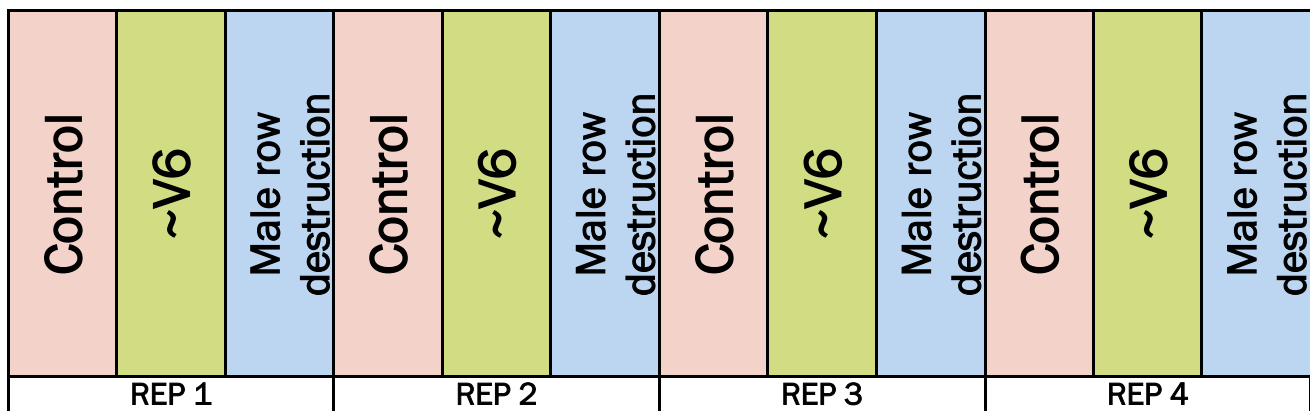 Control
~V6
Male row
destruction
Control
~V6
Male row
destruction
Control
~V6
Male row
destruction
Control
~V6
Male row
destruction
REP 1
REP 2
REP 3
REP 4